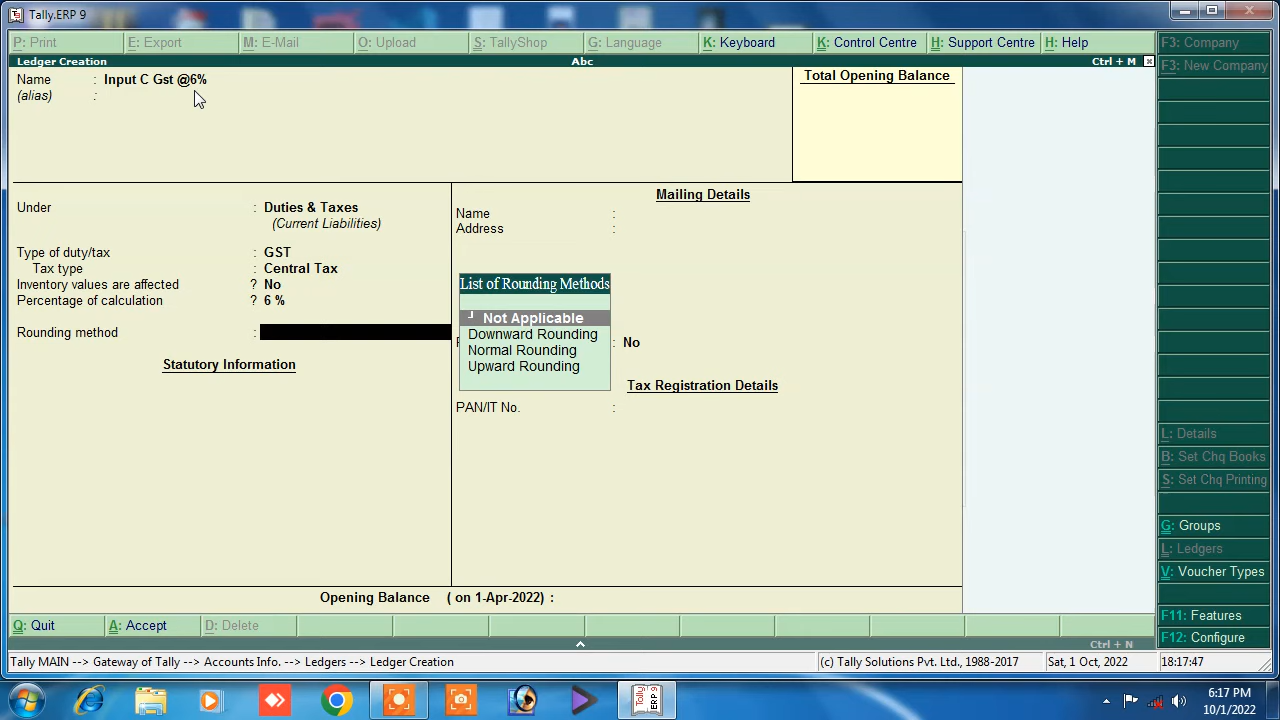 Tally.ERP 9
P: Print E: Export M: E-Mail O: Upload S: TallyShop G: Language K: Keyboard K: Control Centre H: Support Centre H: Help
F3: Company
Ledger Creation Abc Ctrl + M
F3: New Company
Name : Input C Gst @6%
Total Opening Balance
(alias) :
Mailing Details
Under : Duties & Taxes
(Current Liabilities)
Name :
Address :
Type of duty/tax : GST
Tax type : Central Tax
Inventory values are affected ? No
Percentage of calculation ? 6 %
List of Rounding Methods
Not Applicable
Downward Rounding
Normal Rounding
Upward Rounding
Rounding method :
: No
Statutory Information
Tax Registration Details
PAN/IT No. :
L: Details
B: Set Chq Books
S: Set Chq Printing
G: Groups
L: Ledgers
V: Voucher Types
Opening Balance ( on 1-Apr-2022) :
F11: Features
F12: Configure
Q: Quit A: Accept D: Delete
Ctrl + N
Tally MAIN --> Gateway of Tally --> Accounts Info. --> Ledgers --> Ledger Creation (c) Tally Solutions Pvt. Ltd., 1988-2017 Sat, 1 Oct, 2022 18:17:47
Tally
ERP 9
6:17 PM
10/1/2022